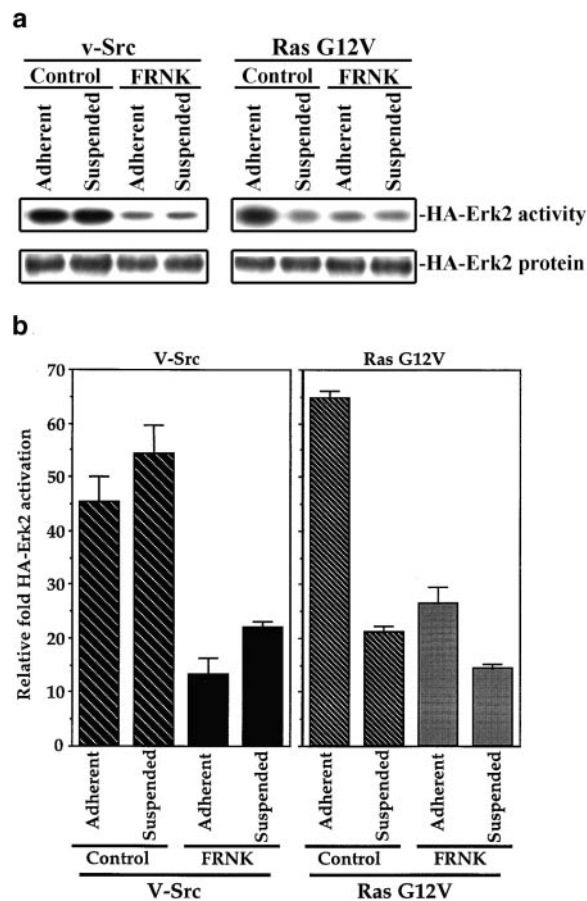 a
v-Src
Ras G12V
Control FRNK
Control FRNK
Adherent
Suspended
Adherent
Suspended
Adherent
Suspended
Adherent
Suspended
-HA-Erk2 activity
-HA-Erk2 protein
b
V-Src
Ras G12V
Relative fold HA-Erk2 activation
70
60
50
40
30
20
10
0
Adherent
Suspended
Adherent
Suspended
Adherent
Suspended
Adherent
Suspended
Control FRNK
Control FRNK
V-Src
Ras G12V